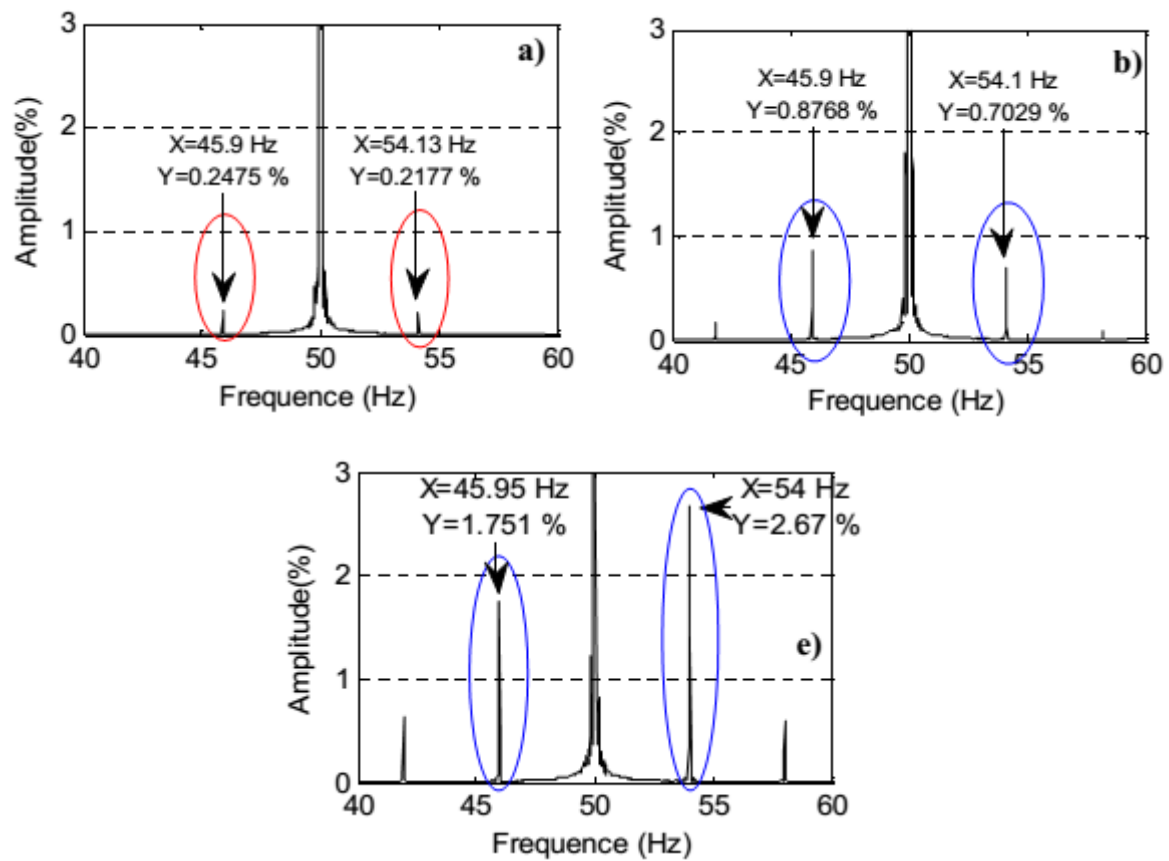 3
a)
X=45.9 Hz
Y=0.2475 %
X=54.13 Hz
Y=0.2177 %
2
1
0
Amplitude(%)
40
45
50
55
60
Frequence (Hz)
3
b)
X=45.9 Hz
Y=0.8768 %
X=54.1 Hz
Y=0.7029 %
2
1
0
Amplitude(%)
40
45
50
55
60
Frequence (Hz)
3
X=45.95 Hz
Y=1.751 %
X=54 Hz
Y=2.67 %
2
e)
1
0
Amplitude(%)
40
45
50
55
60
Frequence (Hz)